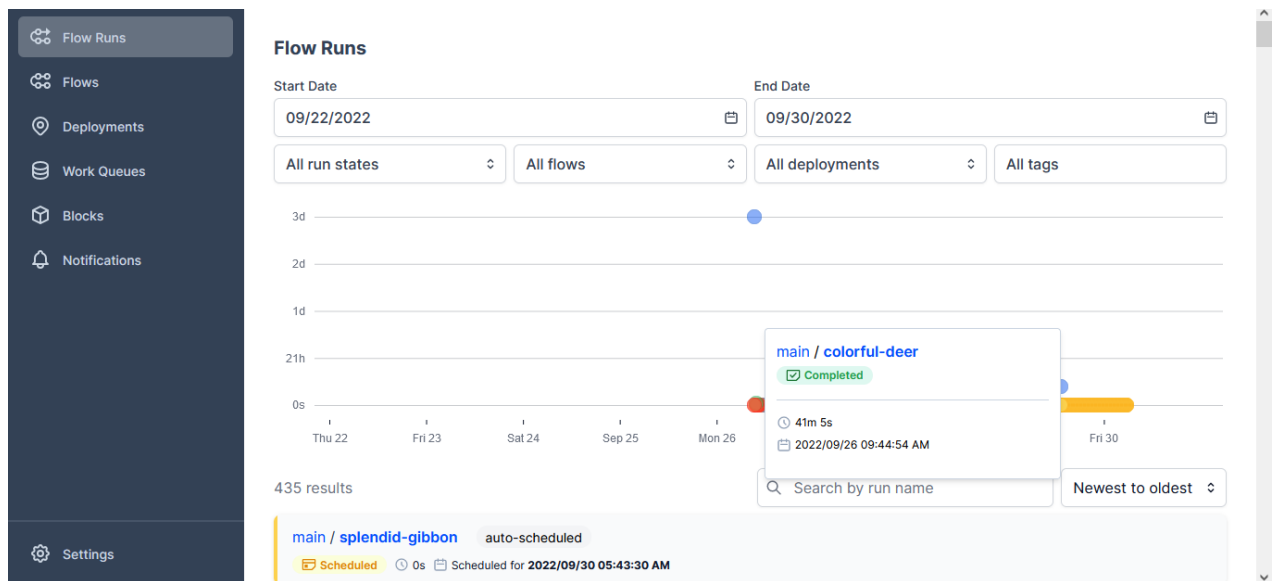 Flow Runs
Flows
Deployments
Work Queues
Blocks
Notifications
Settings
Flow Runs
Start Date
End Date
09/22/2022
09/30/2022
All run states
All flows
All deployments
All tags
3d
2d
1d
21h
0s
Thu 22
Fri 23
Sat 24
Sep 25
Mon 26
Fri 30
main / colorful-deer
Completed
41m 5s
2022/09/26 09:44:54 AM
435 results
Search by run name
Newest to oldest
main / splendid-gibbon auto-scheduled
Scheduled 0s Scheduled for 2022/09/30 05:43:30 AM